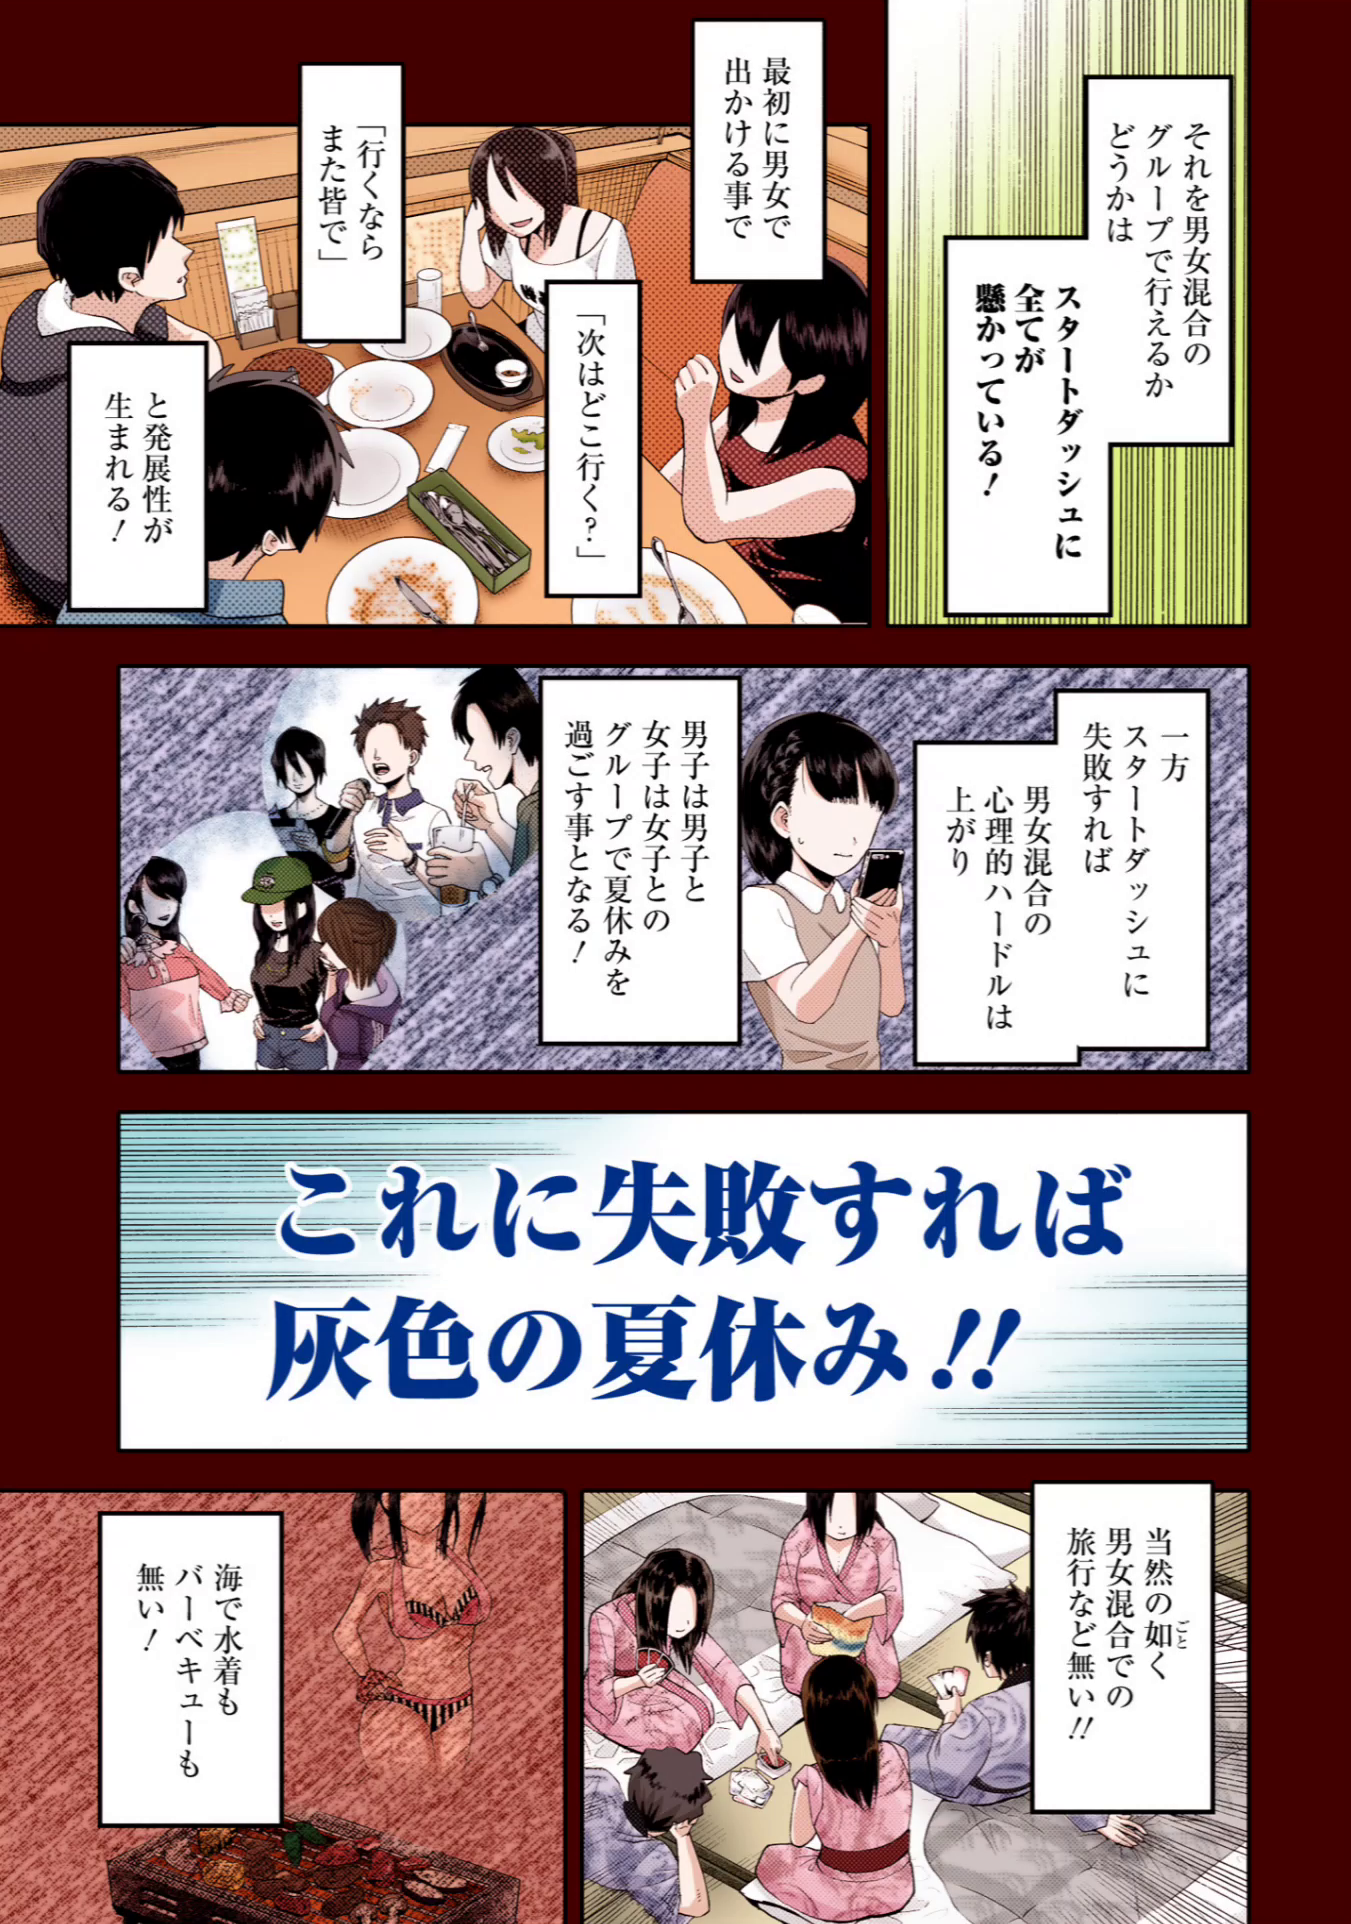 それを男女混合の
グループで行えるか
どうかは
スタートダッシュに
全てが
懸かっている！
最初に男女で
出かける事で
「次はどこ行く？」
「行くなら
また皆で」
と発展性が
生まれる！
一方
スタートダッシュに
失敗すれば
男女混合の
心理的ハードルは
上がり
男子は男子と
女子は女子との
グループで夏休みを
過ごす事となる！
これに失敗すれば
灰色の夏休み！！
当然の如く
ごと
男女混合での
旅行など無い！！
海で水着も
バーベキューも
無い！